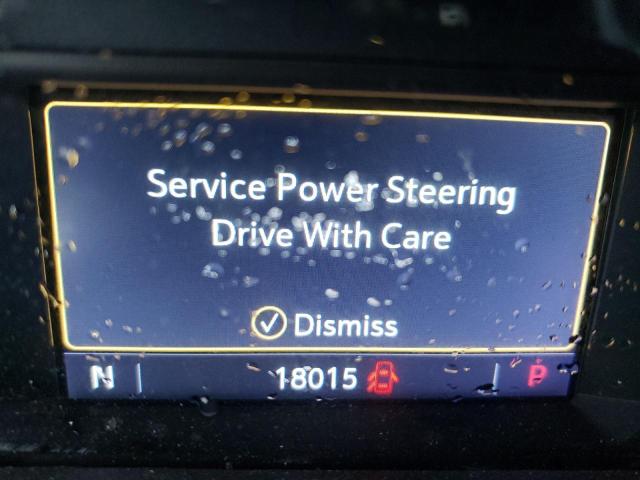 Service Power Steering
Drive With Care
Dismiss
N 18015 P